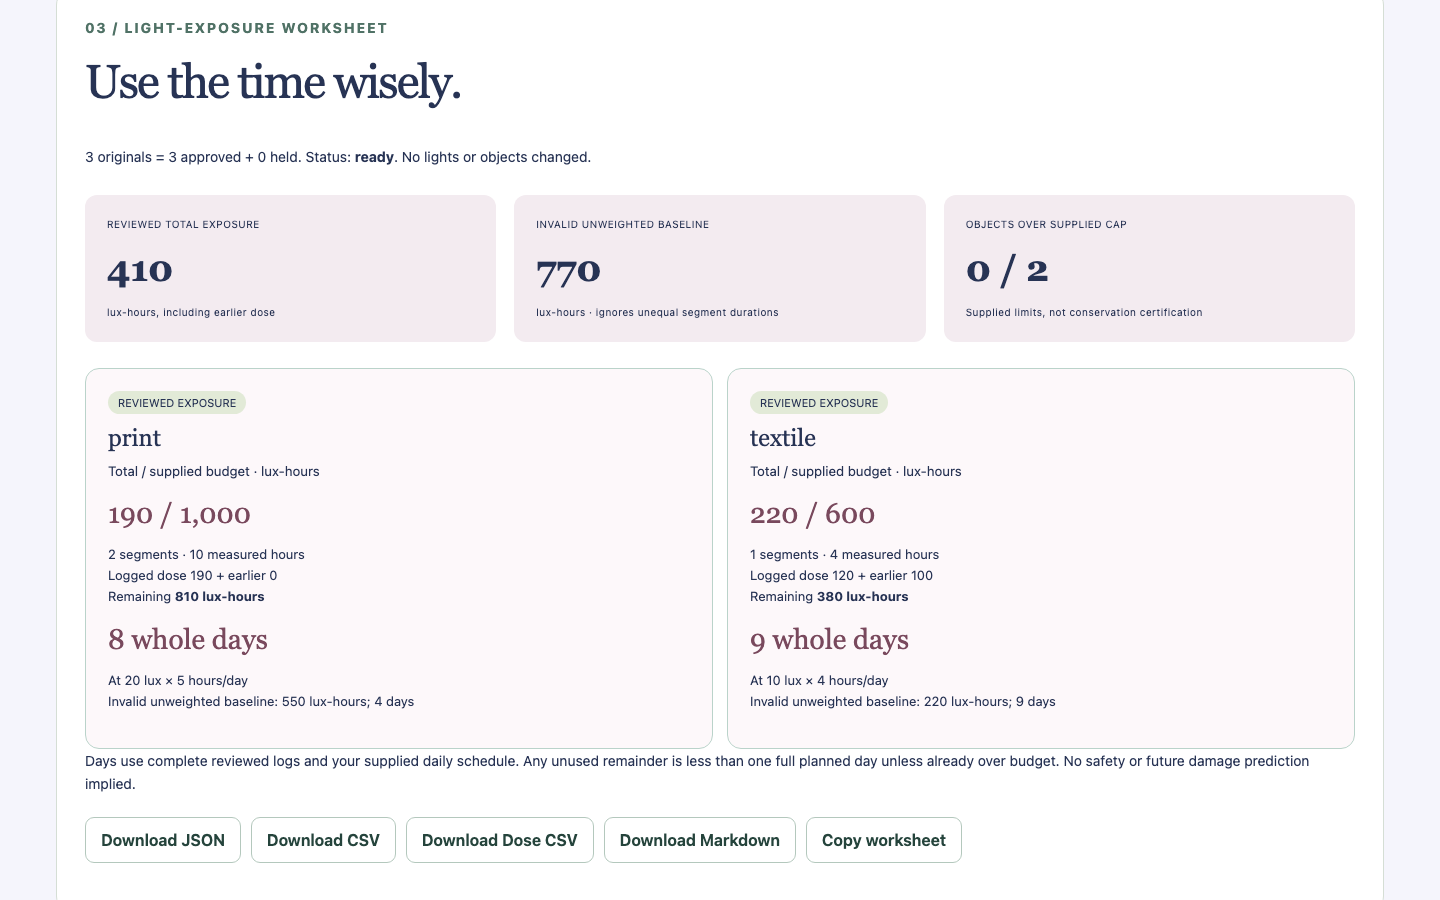 03 / LIGHT-EXPOSURE WORKSHEET
Use the time wisely.
3 originals = 3 approved + 0 held. Status: ready. No lights or objects changed.
REVIEWED TOTAL EXPOSURE
410
lux-hours, including earlier dose
INVALID UNWEIGHTED BASELINE
770
lux-hours · ignores unequal segment durations
OBJECTS OVER SUPPLIED CAP
0 / 2
Supplied limits, not conservation certification
REVIEWED EXPOSURE
print
Total / supplied budget · lux-hours
190 / 1,000
2 segments · 10 measured hours
Logged dose 190 + earlier 0
Remaining 810 lux-hours
8 whole days
At 20 lux × 5 hours/day
Invalid unweighted baseline: 550 lux-hours; 4 days
REVIEWED EXPOSURE
textile
Total / supplied budget · lux-hours
220 / 600
1 segments · 4 measured hours
Logged dose 120 + earlier 100
Remaining 380 lux-hours
9 whole days
At 10 lux × 4 hours/day
Invalid unweighted baseline: 220 lux-hours; 9 days
Days use complete reviewed logs and your supplied daily schedule. Any unused remainder is less than one full planned day unless already over budget. No safety or future damage prediction
implied.
Download JSON
Download CSV
Download Dose CSV
Download Markdown
Copy worksheet